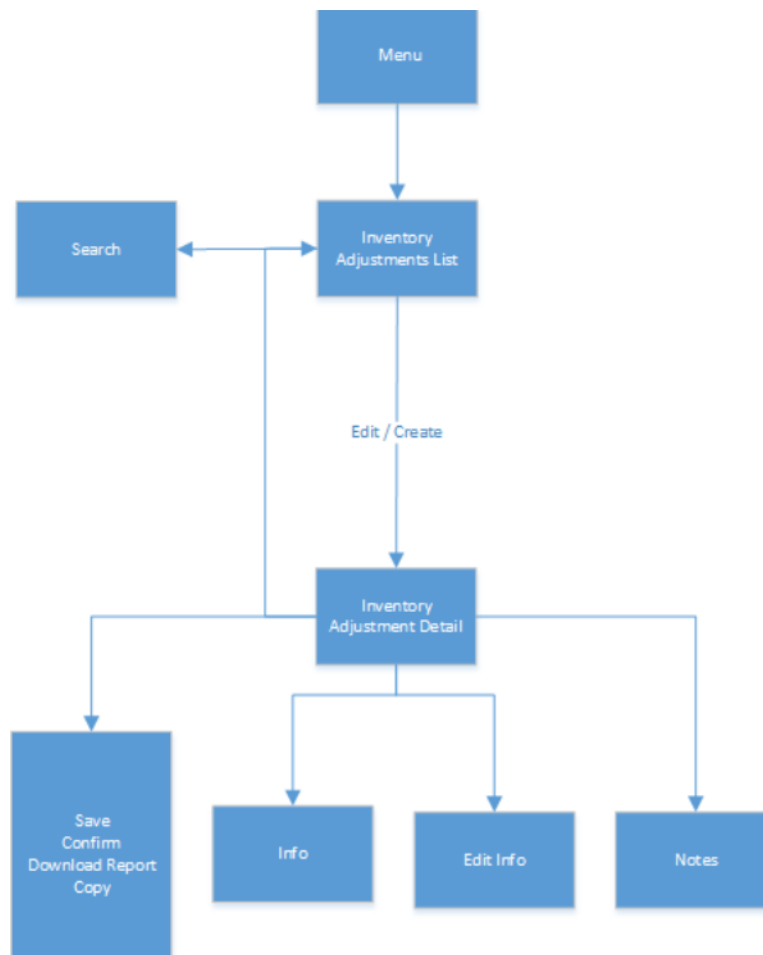 Menu
Search
Inventory
Adjustments List
Edit / Create
Inventory
Adjustment Detail
Save
Confirm
Download Report
Copy
Info
Edit Info
Notes